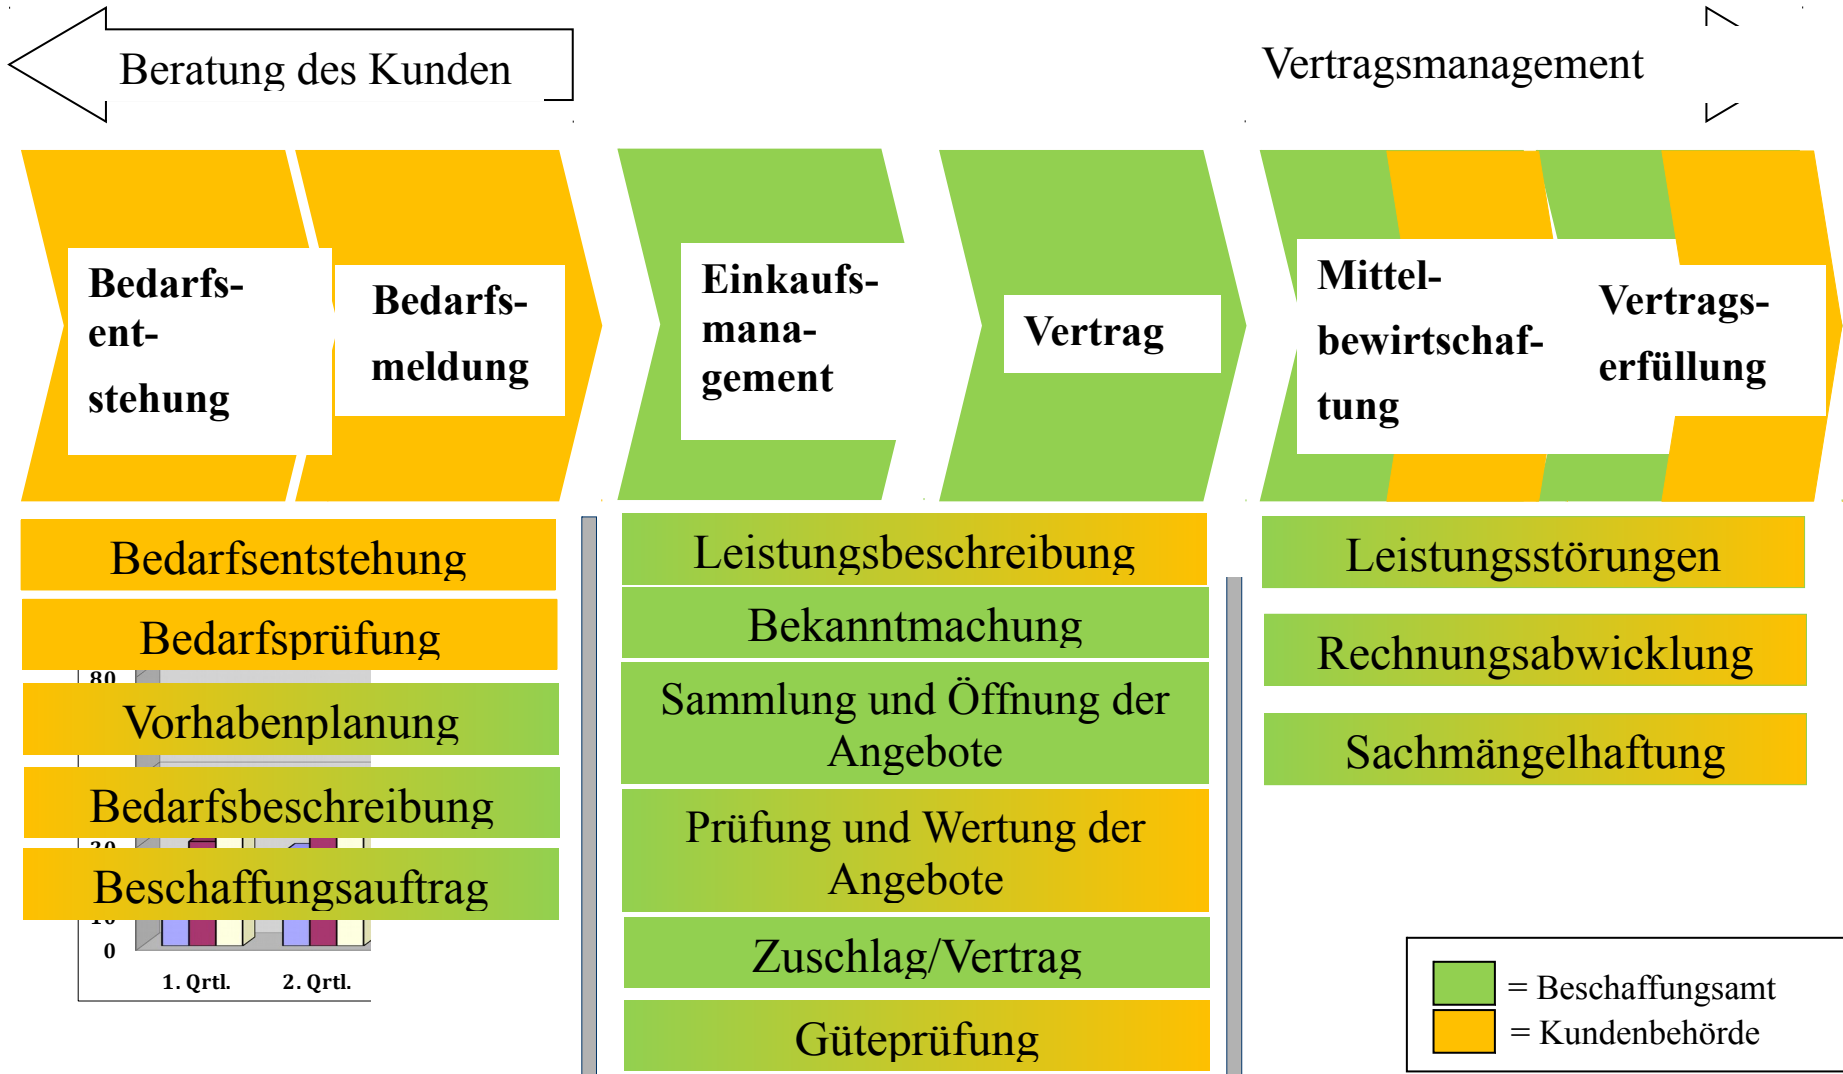 Beratung des Kunden
Vertragsmanagement
Bedarfs-
ent-
stehung
Bedarfs-
meldung
Einkaufs-
mana-
gement
Vertrag
Mittel-
bewirtschaf-
tung
Vertrags-
erfüllung
Bedarfsentstehung
Bedarfsprüfung
80
Vorhabenplanung
Bedarfsbeschreibung
Beschaffungsauftrag
0
1. Qrtl.
2. Qrtl.
Leistungsbeschreibung
Bekanntmachung
Sammlung und Öffnung der
Angebote
Prüfung und Wertung der
Angebote
Zuschlag/Vertrag
Güteprüfung
Leistungsstörungen
Rechnungsabwicklung
Sachmängelhaftung
= Beschaffungsamt
= Kundenbehörde